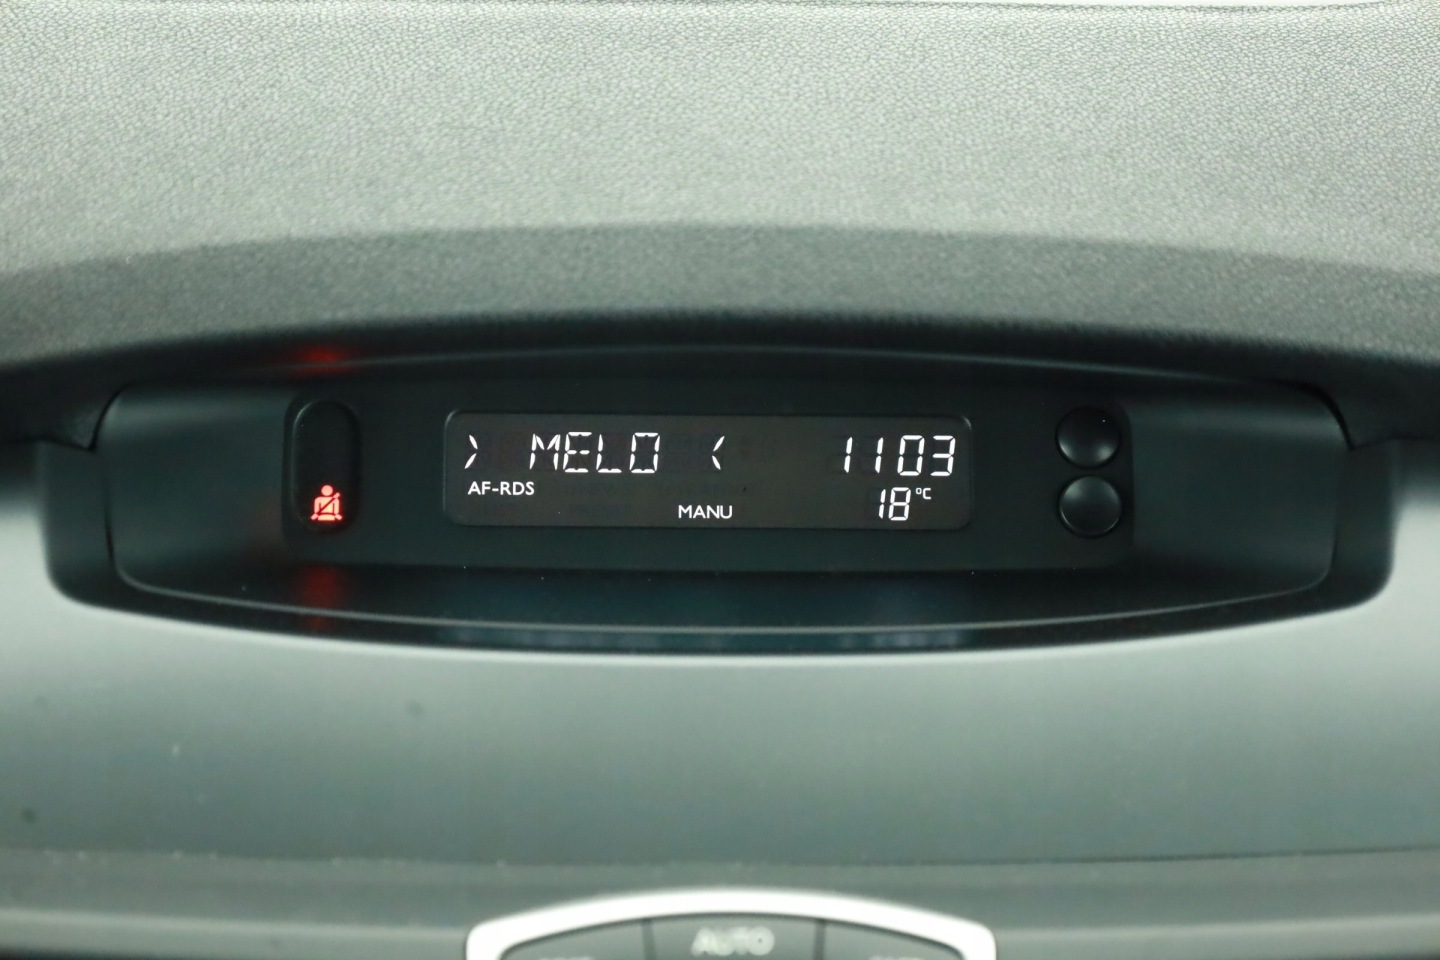 > MELO < 1103
AF-RDS
18°C
MANU
AUTO